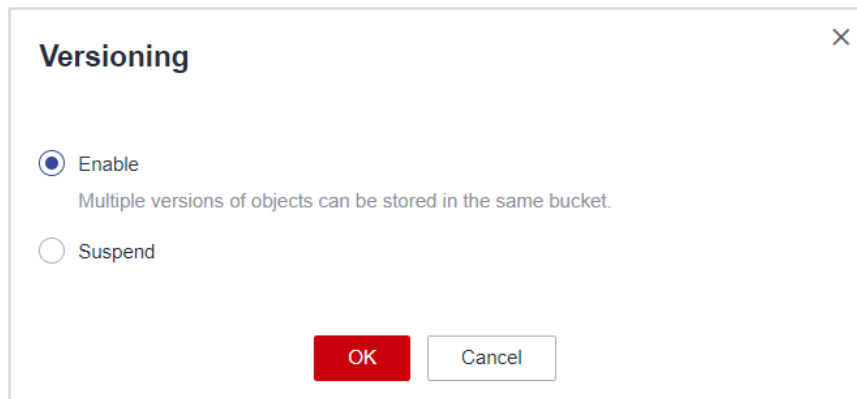 Versioning
Enable
Multiple versions of objects can be stored in the same bucket.
Suspend
OK
Cancel